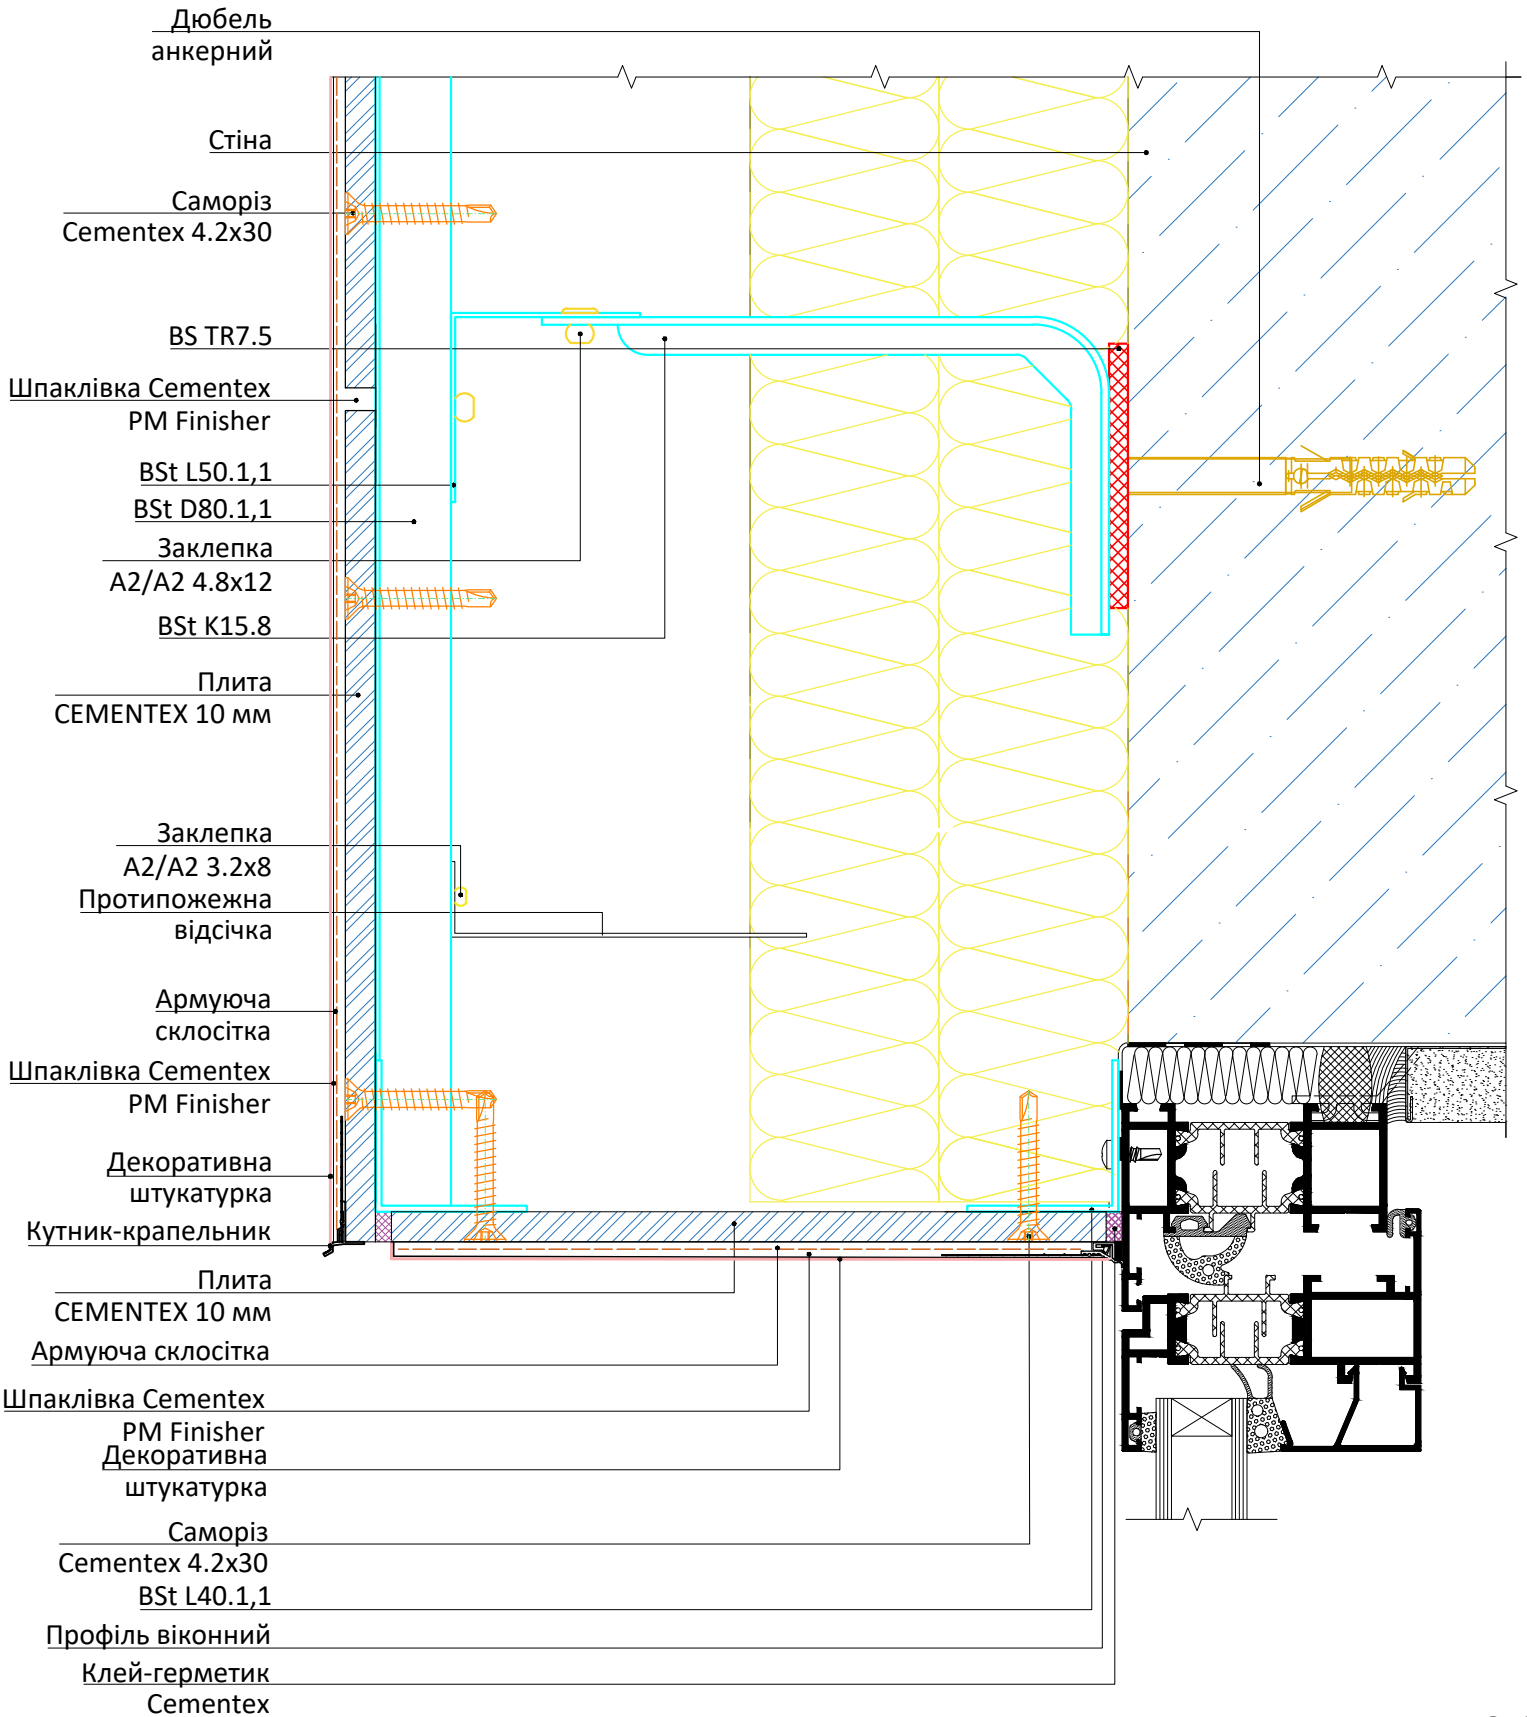 Дюбель
анкерний
Стіна
Саморіз
Cementex 4.2x30
BS TR7.5
Шпаклівка Cementex
PM Finisher
BSt L50.1,1
BSt D80.1,1
Заклепка
A2/A2 4.8x12
BSt K15.8
Плита
CEMENTEX 10 мм
Заклепка
A2/A2 3.2x8
Протипожежна
відсічка
Армуюча
склосітка
Шпаклівка Cementex
PM Finisher
Декоративна
штукатурка
Кутник-крапельник
Плита
CEMENTEX 10 мм
Армуюча склосітка
Шпаклівка Cementex
PM Finisher
Декоративна
штукатурка
Саморіз
Cementex 4.2x30
BSt L40.1,1
Профіль віконний
Клей-герметик
Cementex